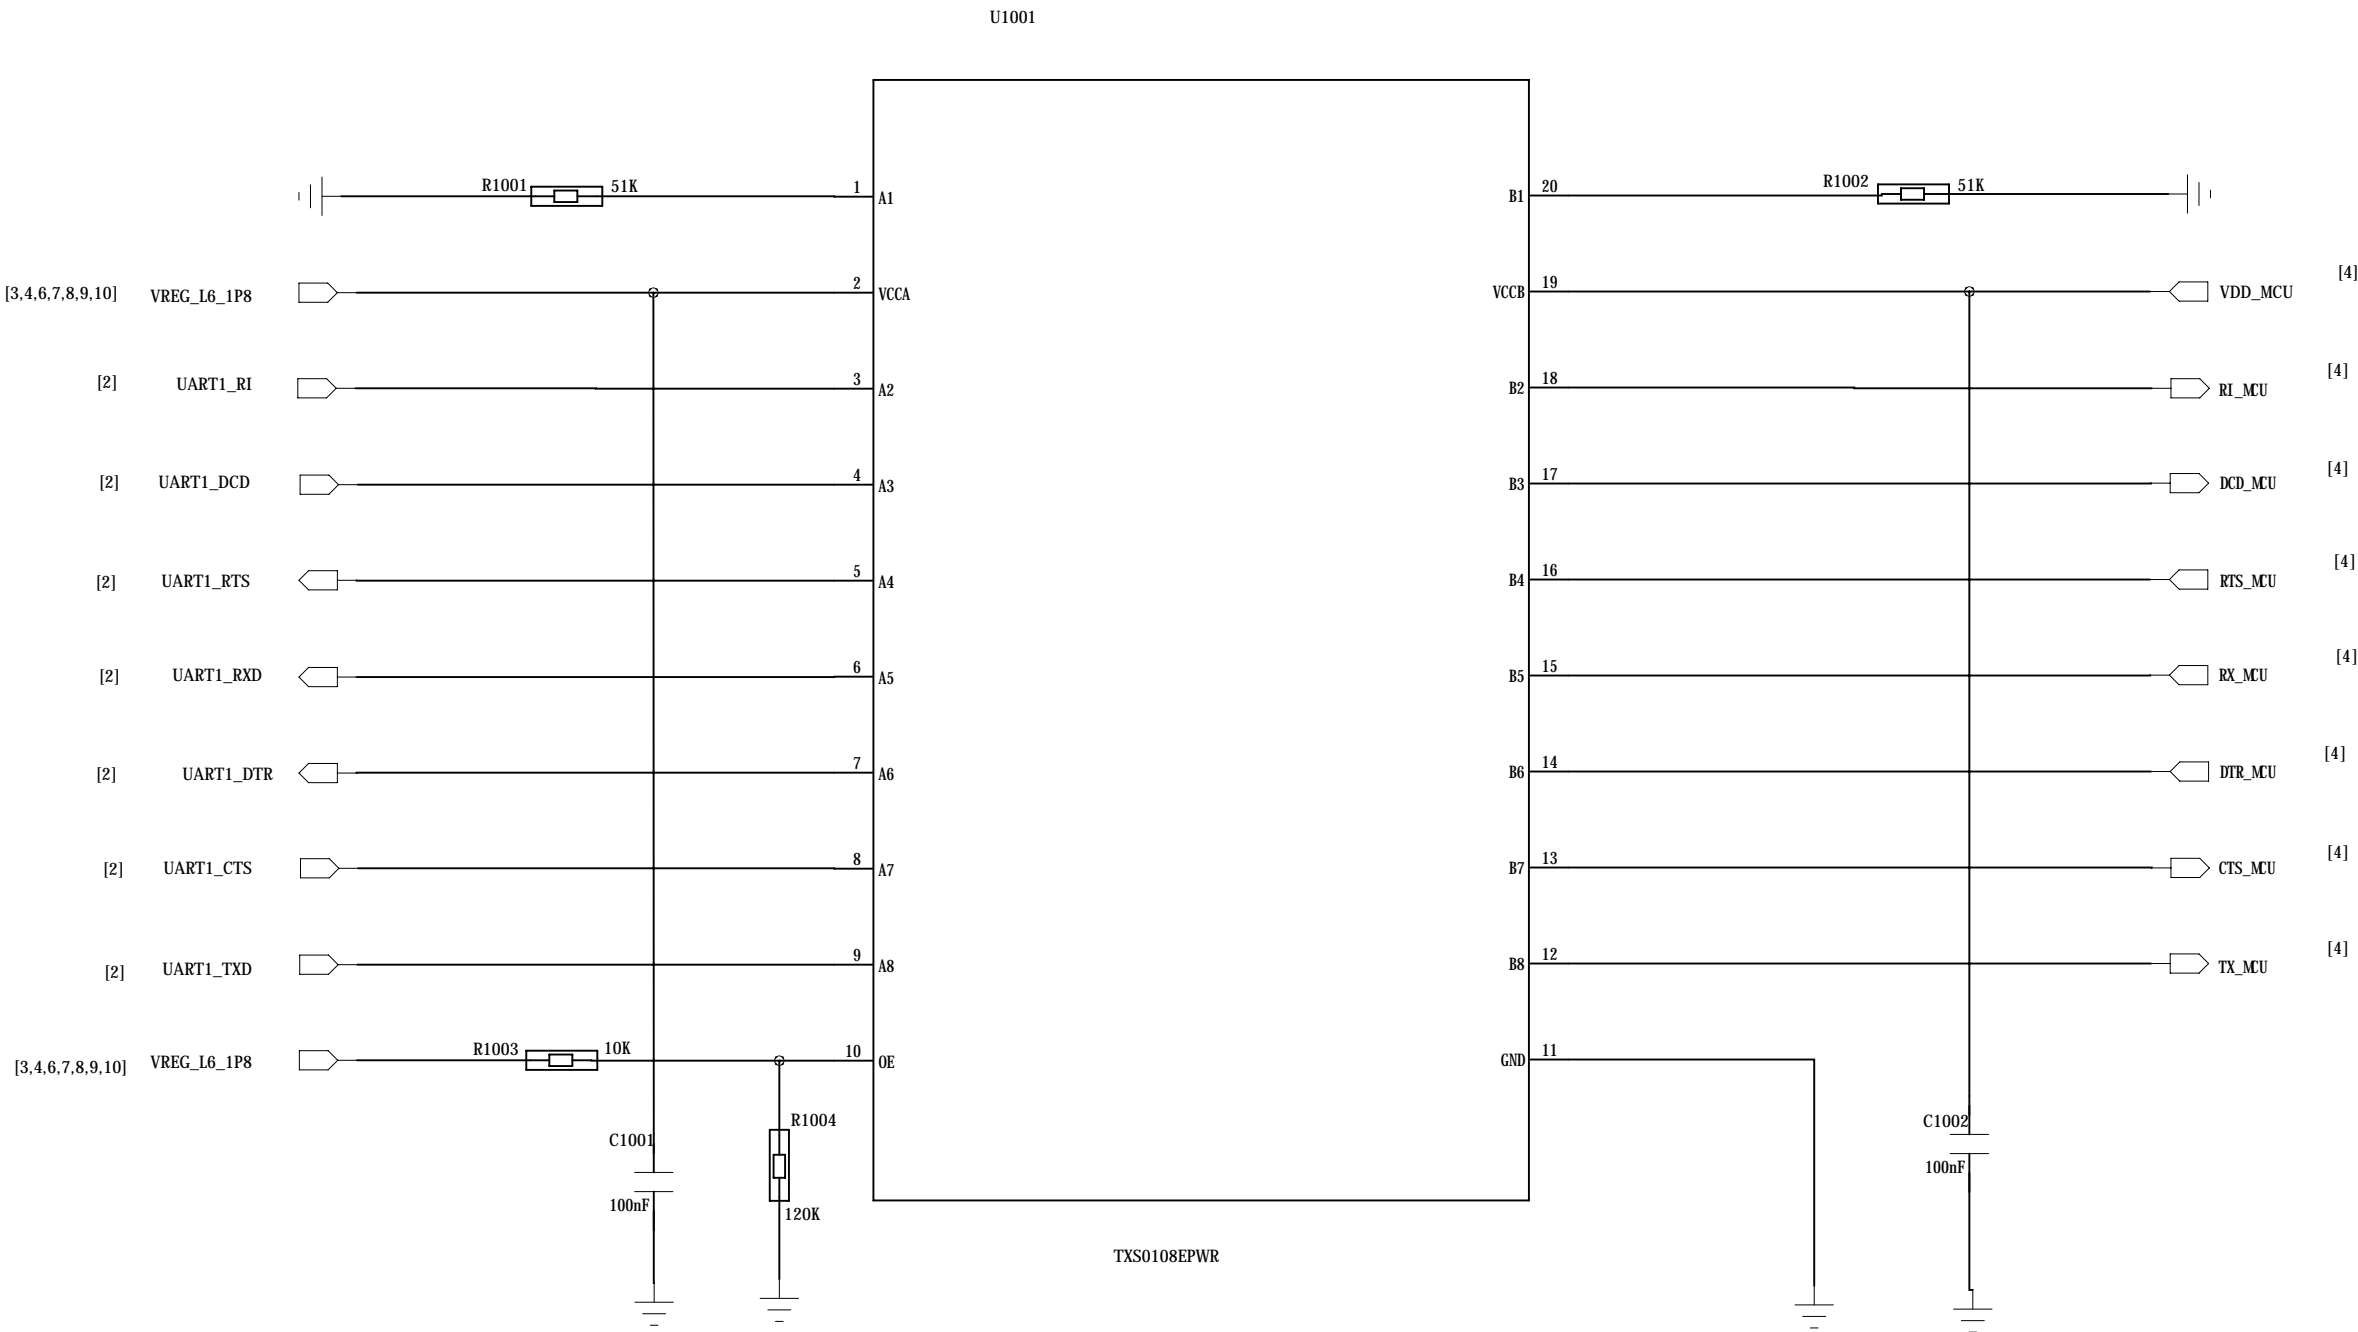 U1001
R1001 51K 1 A1 B1 20 R1002 51K
[3,4,6,7,8,9,10] VREG_L6_1P8 2 VCCA VCCB 19 VDD_MCU [4]
[2] UART1_RI 3 A2 B2 18 RI_MCU [4]
[2] UART1_DCD 4 A3 B3 17 DCD_MCU [4]
[2] UART1_RTS 5 A4 B4 16 RTS_MCU [4]
[2] UART1_RXD 6 A5 B5 15 RX_MCU [4]
[2] UART1_DTR 7 A6 B6 14 DTR_MCU [4]
[2] UART1_CTS 8 A7 B7 13 CTS_MCU [4]
[2] UART1_TXD 9 A8 B8 12 TX_MCU [4]
[3,4,6,7,8,9,10] VREG_L6_1P8 R1003 10K 10 OE GND 11
C1001 R1004 C1002
100nF 120K 100nF
TXS0108EPWR